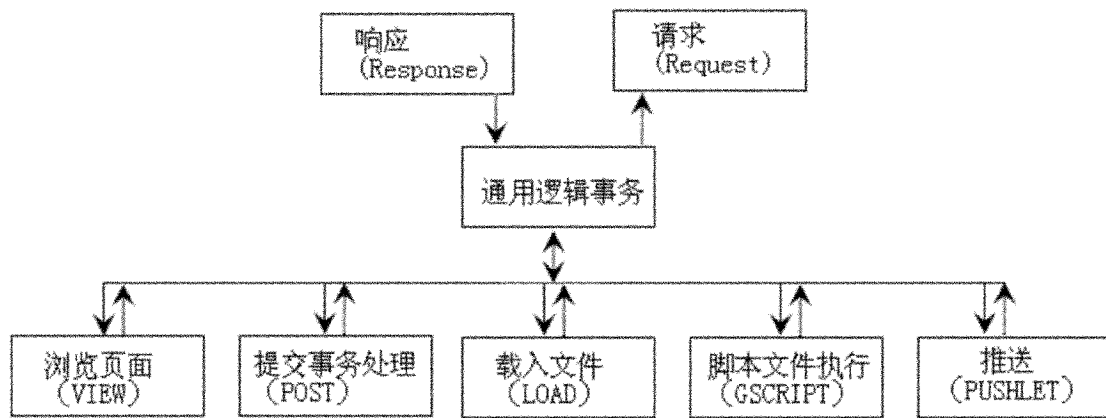 响应
(Response)
请求
(Request)
通用逻辑事务
浏览页面
(VIEW)
提交事务处理
(POST)
载入文件
(LOAD)
脚本文件执行
(GSCRIPT)
推送
(PUSHLET)